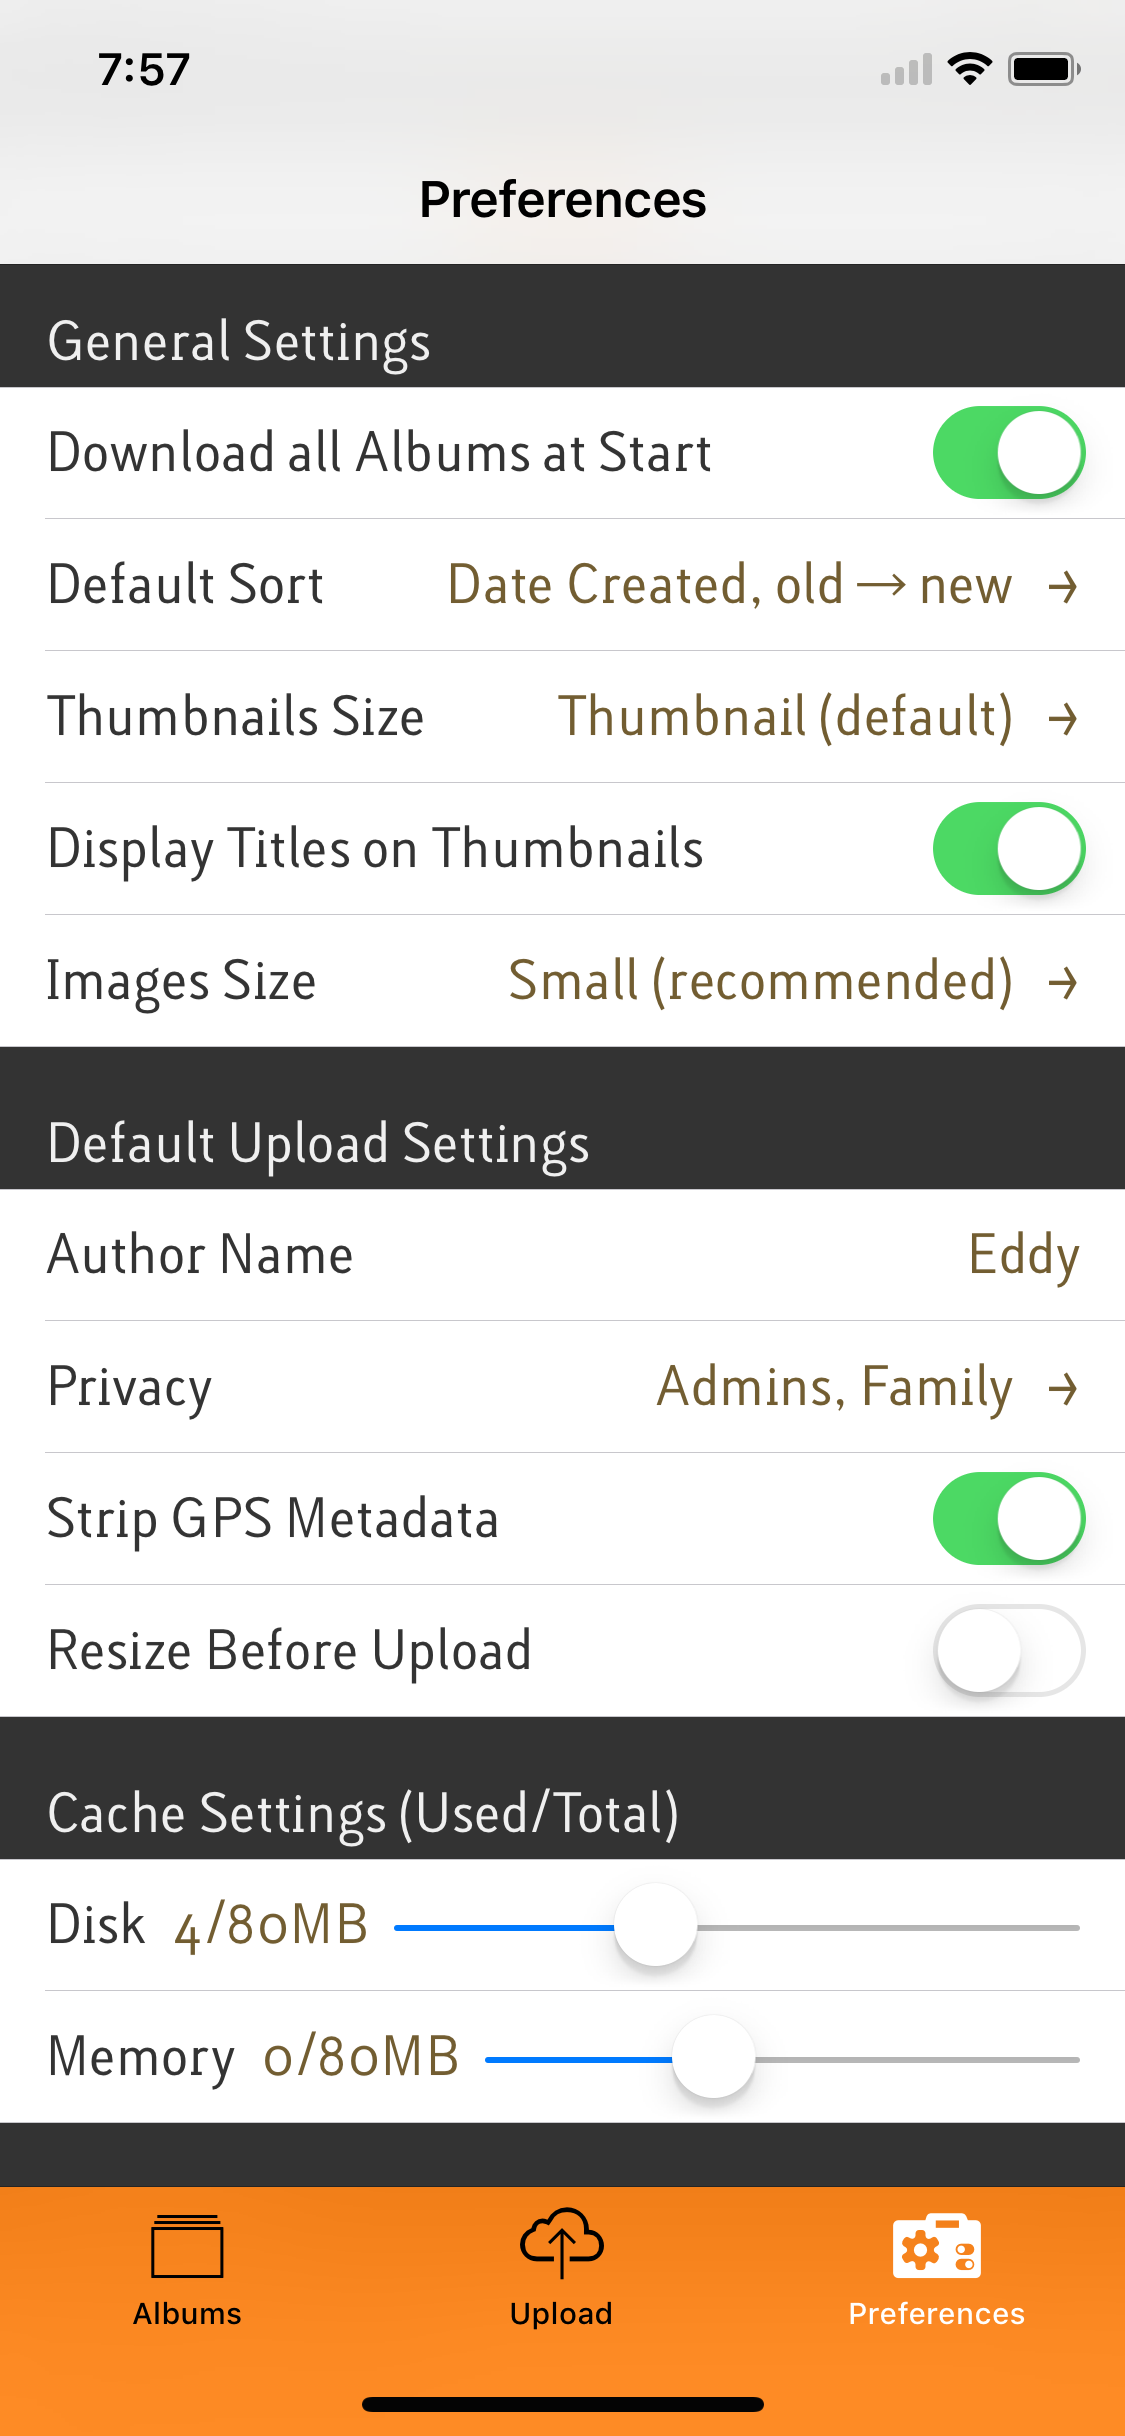 7:57
Preferences
General Settings
Download all Albums at Start
Default Sort Date Created, old → new →
Thumbnails Size Thumbnail (default) →
Display Titles on Thumbnails
Images Size Small (recommended) →
Default Upload Settings
Author Name Eddy
Privacy Admins, Family →
Strip GPS Metadata
Resize Before Upload
Cache Settings (Used/Total)
Disk 4/80MB
Memory 0/80MB
Albums Upload Preferences